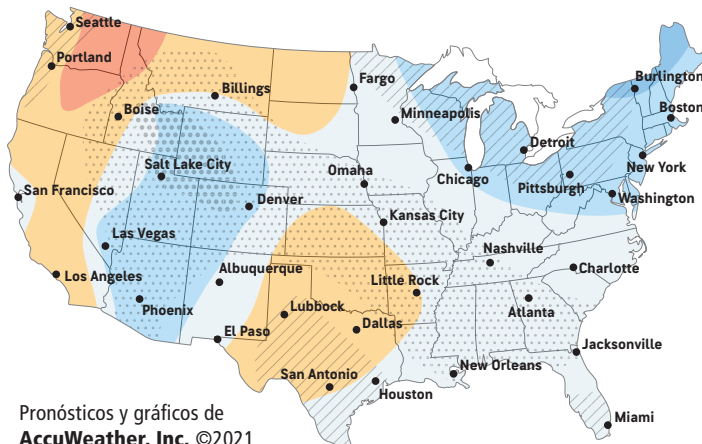 Seattle
Portland
Fargo
Billings
Burlington
Boise
Minneapolis
Boston
Detroit
Salt Lake City
Omaha
Chicago
New York
Pittsburgh
San Francisco
Denver
Washington
Kansas City
Las Vegas
Nashville
Albuquerque
Charlotte
Los Angeles
Little Rock
Phoenix
Lubbock
Atlanta
Dallas
El Paso
Jacksonville
San Antonio
New Orleans
Houston
Miami
Pronósticos y gráficos de
AccuWeather, Inc. ©2021